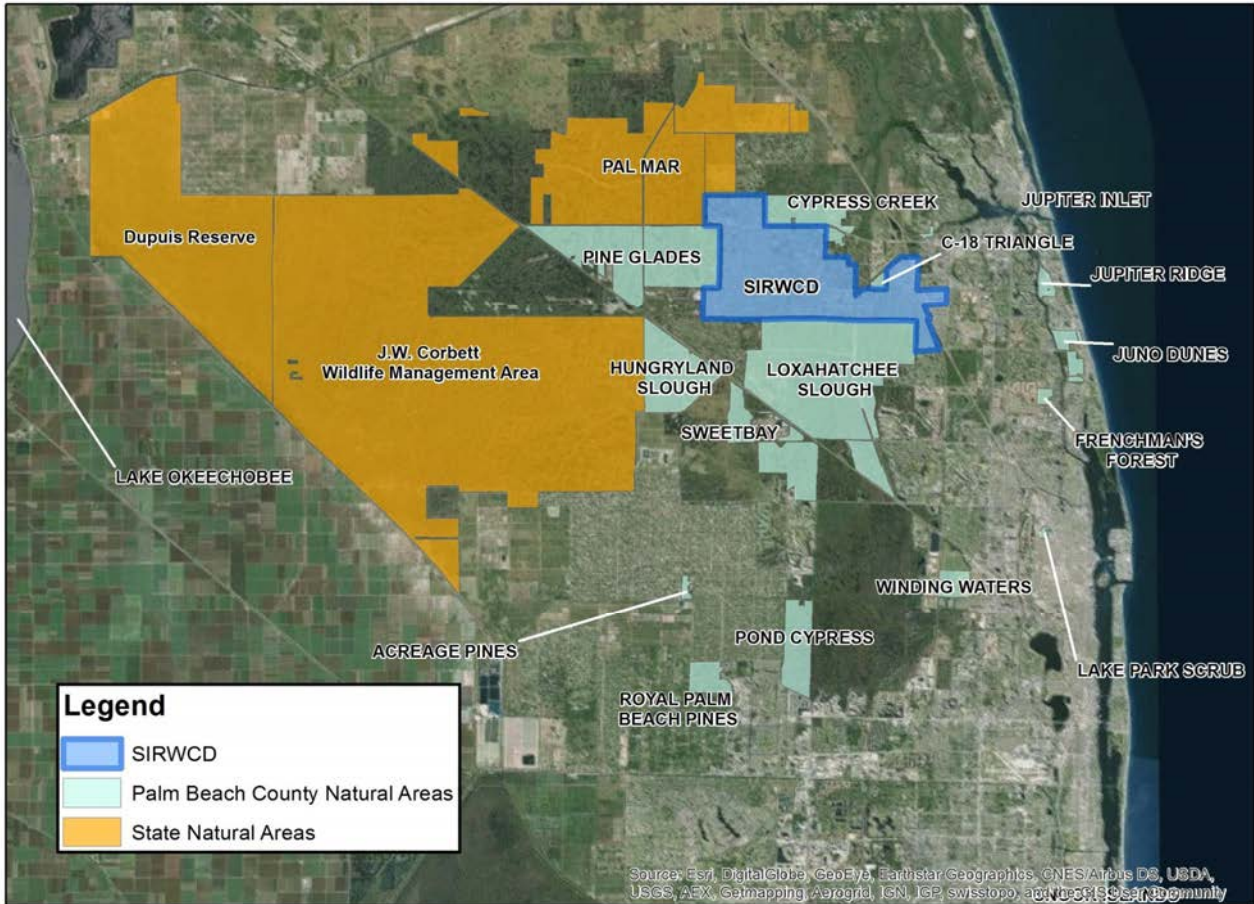 PAL MAR
CYPRESS CREEK
JUPITER INLET
Dupuis Reserve
C-18 TRIANGLE
PINE GLADES
JUPITER RIDGE
SIRWCD
J.W. Corbett
Wildlife Management Area
HUNGRYLAND
SLOUGH
LOXAHATCHEE
SLOUGH
JUNO DUNES
SWEETBAY
FRENCHMAN'S
FOREST
LAKE OKEECHOBEE
WINDING WATERS
ACREAGE PINES
POND CYPRESS
LAKE PARK SCRUB
ROYAL PALM
BEACH PINES
Legend
SIRWCD
Palm Beach County Natural Areas
State Natural Areas
Source: Esri, DigitalGlobe, GeoEye, Earthstar Geographics, CNES/Airbus DS, USDA,
USGS, AEX, Getmapping, Aerogrid, IGN, IGP, swisstopo, and the GIS User Community